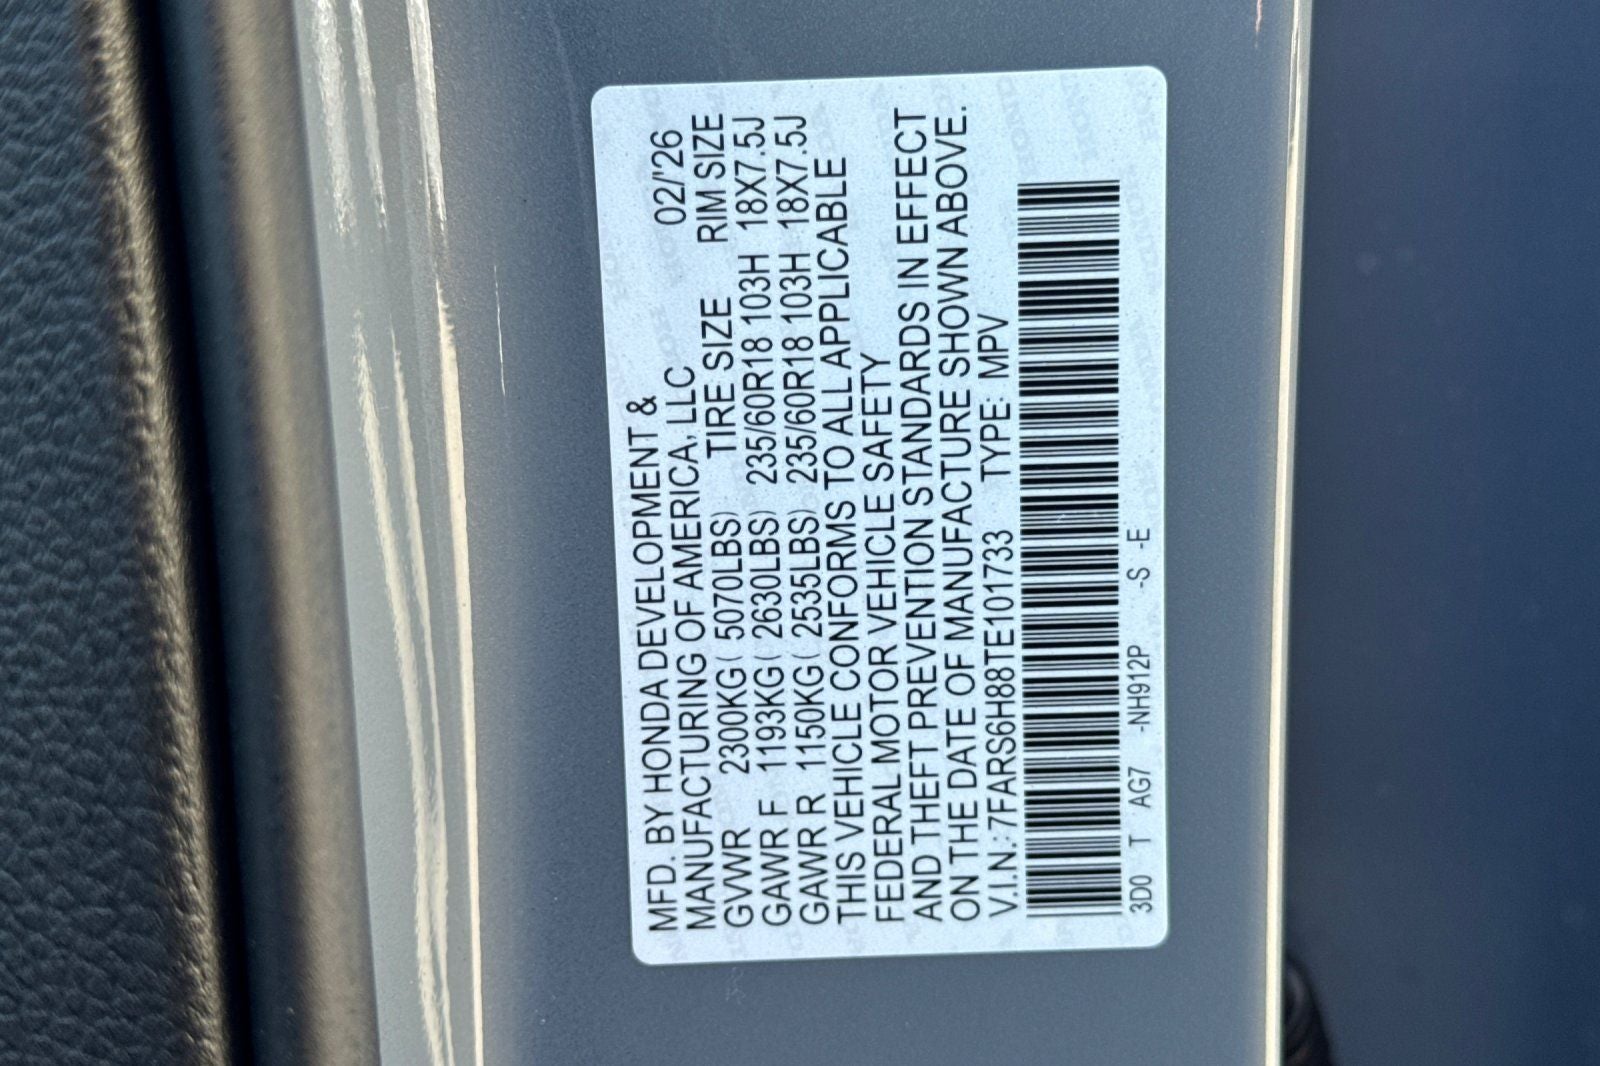 MFD. BY HONDA DEVELOPMENT & 02/'26
MANUFACTURING OF AMERICA, LLC
TIRE SIZE RIM SIZE
GVWR 2300KG ( 5070LBS)
GAWR F 1193KG ( 2630LBS) 235/60R18 103H 18X7.5J
GAWR R 1150KG ( 2535LBS) 235/60R18 103H 18X7.5J
THIS VEHICLE CONFORMS TO ALL APPLICABLE
FEDERAL MOTOR VEHICLE SAFETY
AND THEFT PREVENTION STANDARDS IN EFFECT
ON THE DATE OF MANUFACTURE SHOWN ABOVE.
V.I.N.:7FARS6H88TE101733 TYPE: MPV
3D0 T AG7 -NH912P -S -E